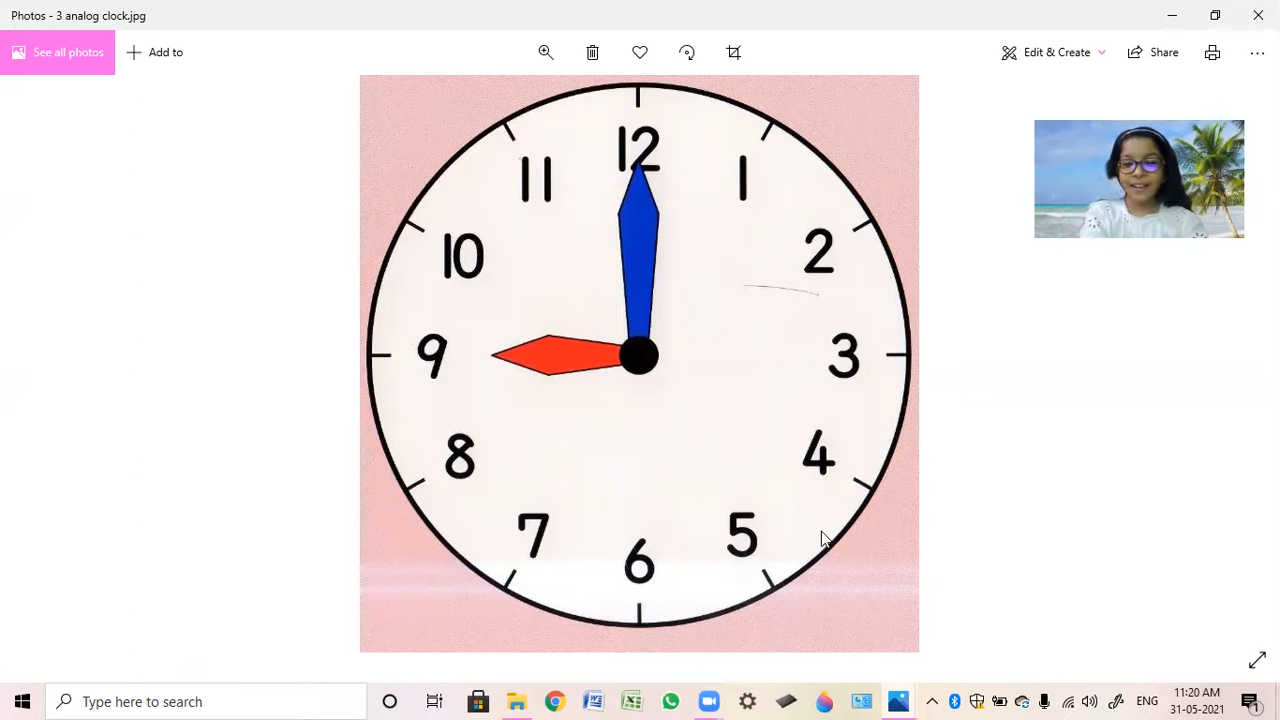 Photos - 3 analog clock.jpg
See all photos
Add to
Edit & Create
Share
12
1
2
3
4
5
6
7
8
9
10
11
Type here to search
ENG
11:20 AM
31-05-2021
1